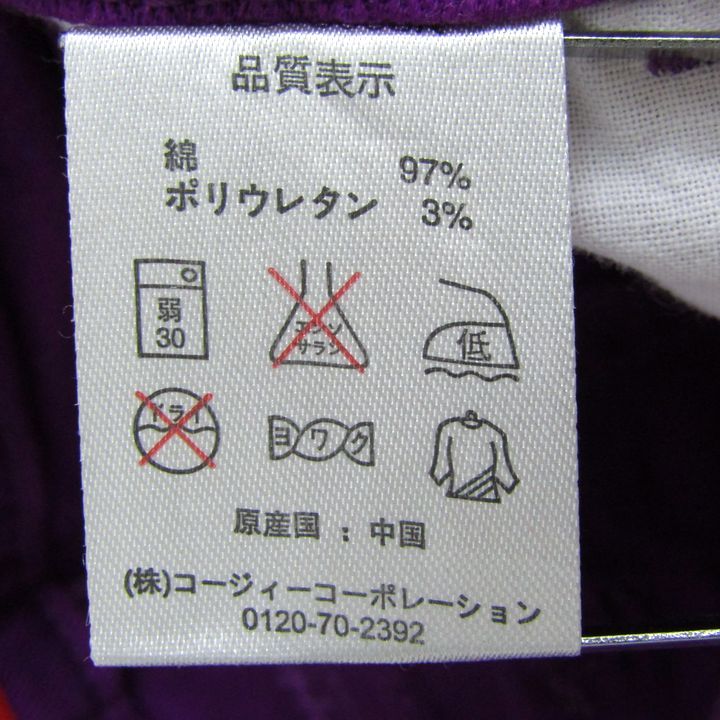 品質表示
綿 97%
ポリウレタン 3%
弱 30
エンソ サラシ
低
ドライ
ヨワク
原産国：中国
(株)コージィーコーポレーション
0120-70-2392